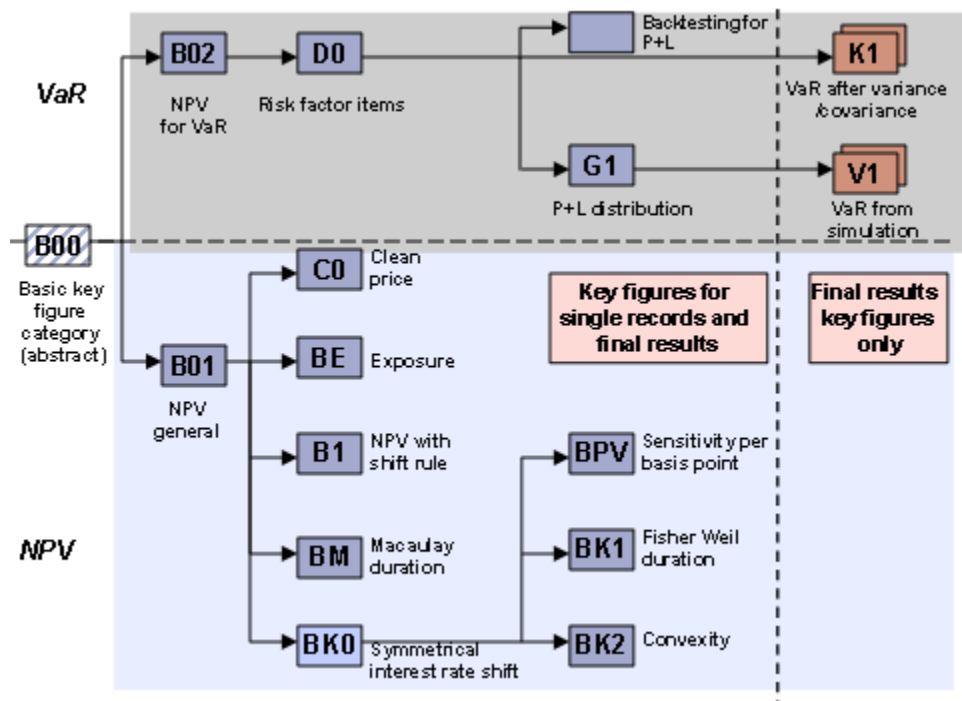 Backtesting for
P+L
B02
D0
K1
VaR
NPV
for VaR
Risk factor items
VaR after variance
/covariance
G1
V1
P+L distribution
VaR from
simulation
B00
Basic key
figure
category
(abstract)
C0
Clean
price
Key figures for
single records and
final results
Final results
key figures
only
B01
BE
Exposure
NPV
general
B1
NPV with
shift rule
BPV
Sensitivity per
basis point
NPV
BM
Macaulay
duration
BK1
Fisher Weil
duration
BK0
Symmetrical
interest rate shift
BK2
Convexity